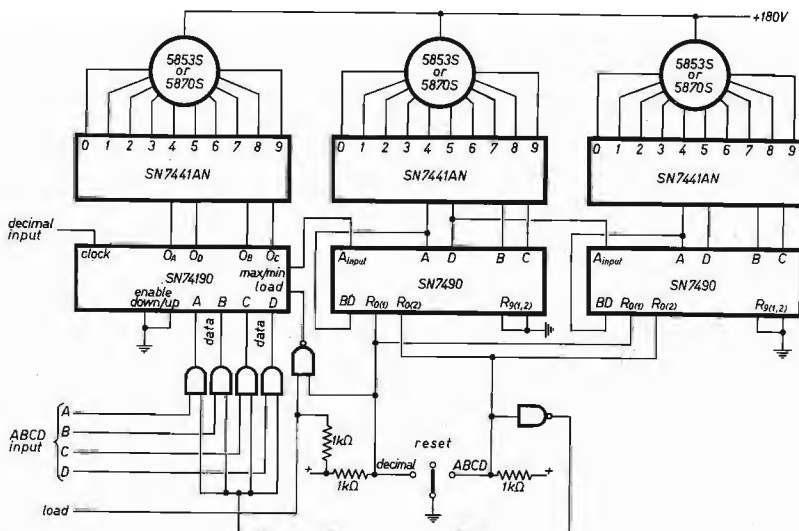 +180V
5853S or 5870S
5853S or 5870S
5853S or 5870S
0 1 2 3 4 5 6 7 8 9
0 1 2 3 4 5 6 7 8 9
0 1 2 3 4 5 6 7 8 9
SN7441AN
SN7441AN
SN7441AN
decimal input
clock OA OD OB OC
max/min
SN74190
load
enable
down/up A B C D
data data
Ainput A D B C
SN7490
BD R0(1) R0(2) R9(1,2)
Ainput A D B C
SN7490
BD R0(1) R0(2) R9(1,2)
ABCD input
A
B
C
D
load
1kΩ
+
1kΩ
reset
decimal ABCD
+
1kΩ